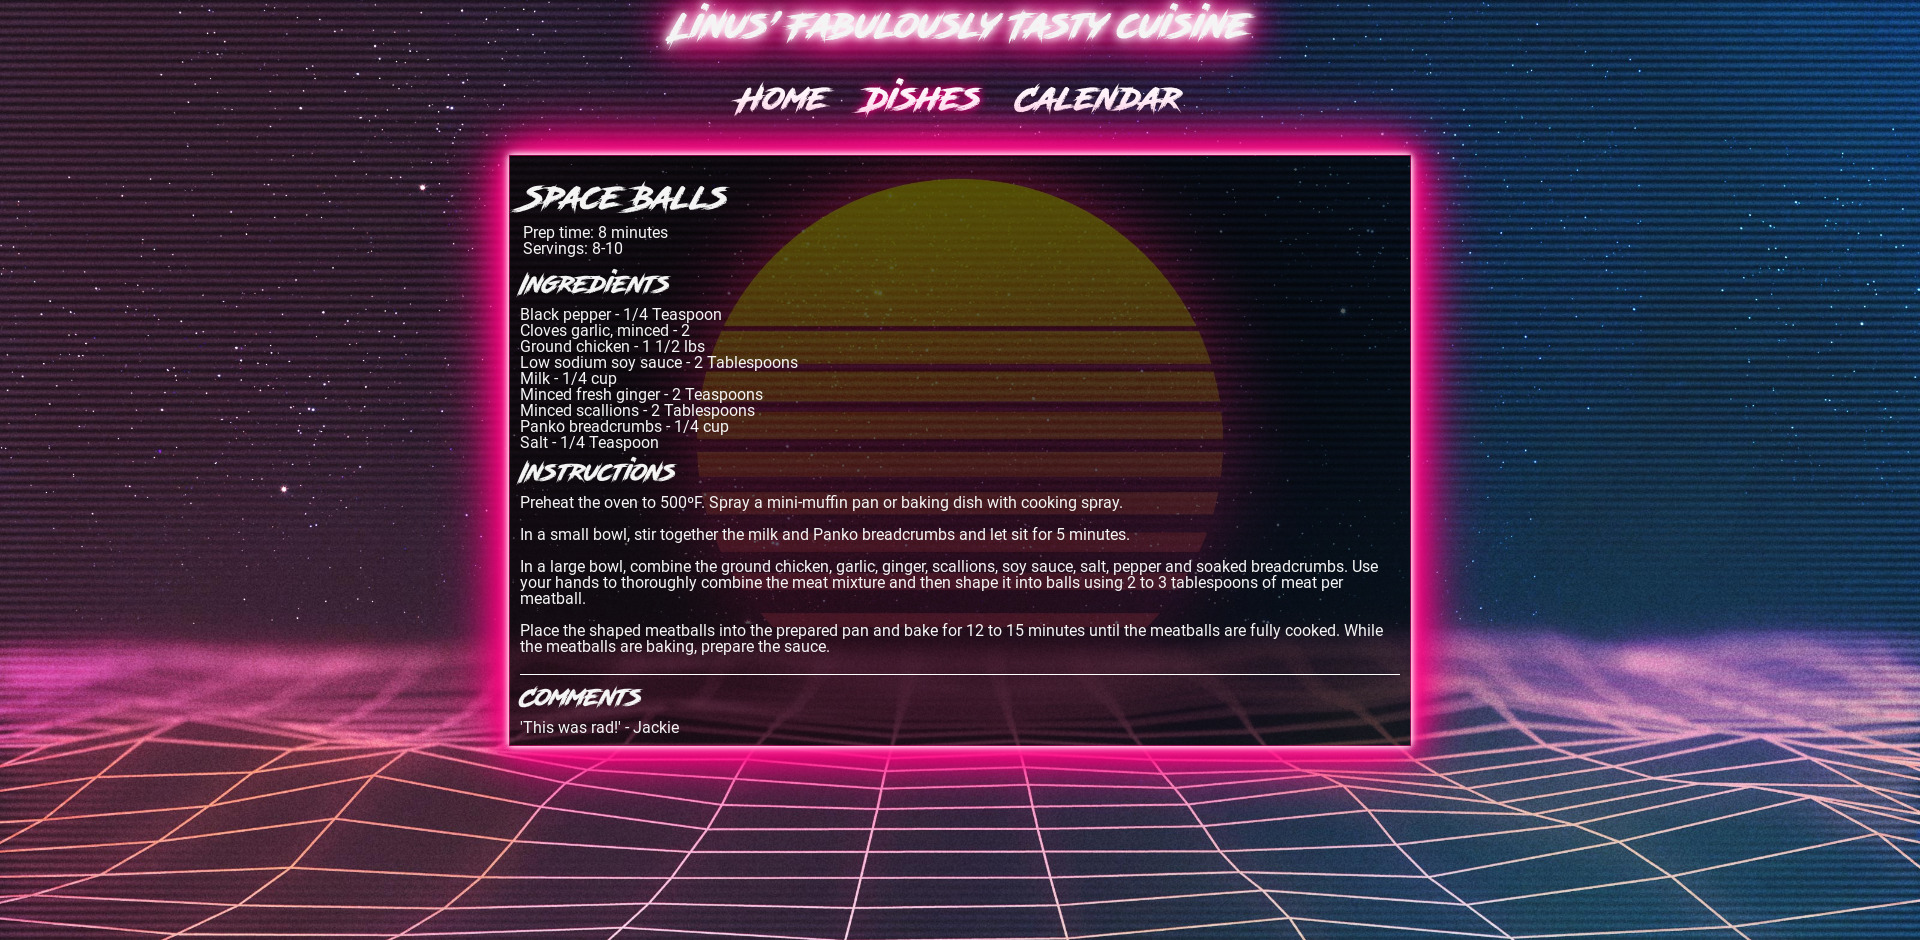 Linus' Fabulously Tasty Cuisine
Home Dishes Calendar
Space Balls
Prep time: 8 minutes
Servings: 8-10
Ingredients
Black pepper - 1/4 Teaspoon
Cloves garlic, minced - 2
Ground chicken - 1 1/2 lbs
Low sodium soy sauce - 2 Tablespoons
Milk - 1/4 cup
Minced fresh ginger - 2 Teaspoons
Minced scallions - 2 Tablespoons
Panko breadcrumbs - 1/4 cup
Salt - 1/4 Teaspoon
Instructions
Preheat the oven to 500ºF. Spray a mini-muffin pan or baking dish with cooking spray.
In a small bowl, stir together the milk and Panko breadcrumbs and let sit for 5 minutes.
In a large bowl, combine the ground chicken, garlic, ginger, scallions, soy sauce, salt, pepper and soaked breadcrumbs. Use
your hands to thoroughly combine the meat mixture and then shape it into balls using 2 to 3 tablespoons of meat per
meatball.
Place the shaped meatballs into the prepared pan and bake for 12 to 15 minutes until the meatballs are fully cooked. While
the meatballs are baking, prepare the sauce.
Comments
'This was rad!' - Jackie